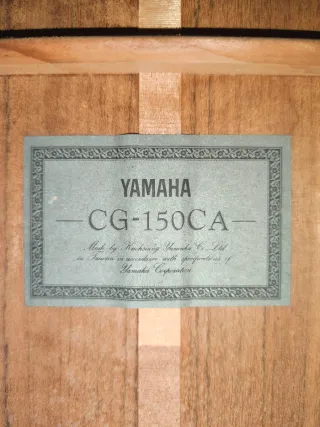 YAMAHA
CG-150CA
Made by Kaohsiung Yamaha Co. Ltd.
in Taiwan in accordance with specifications of
Yamaha Corporation